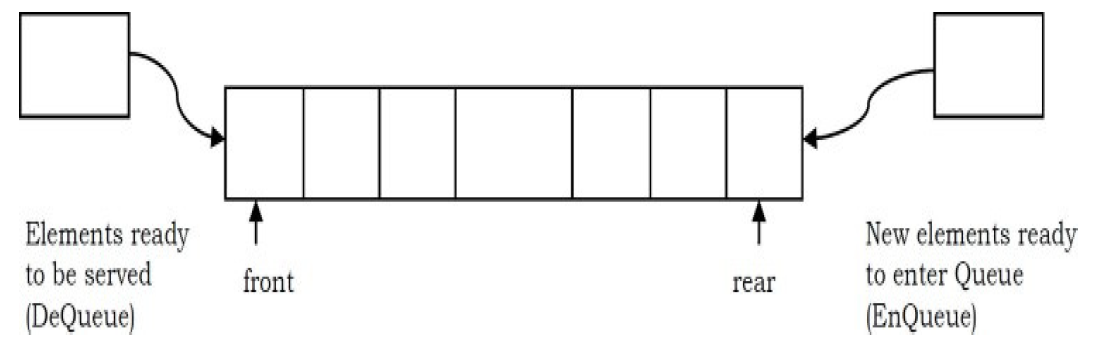 Elements ready
to be served
(DeQueue)
front
rear
New elements ready
to enter Queue
(EnQueue)